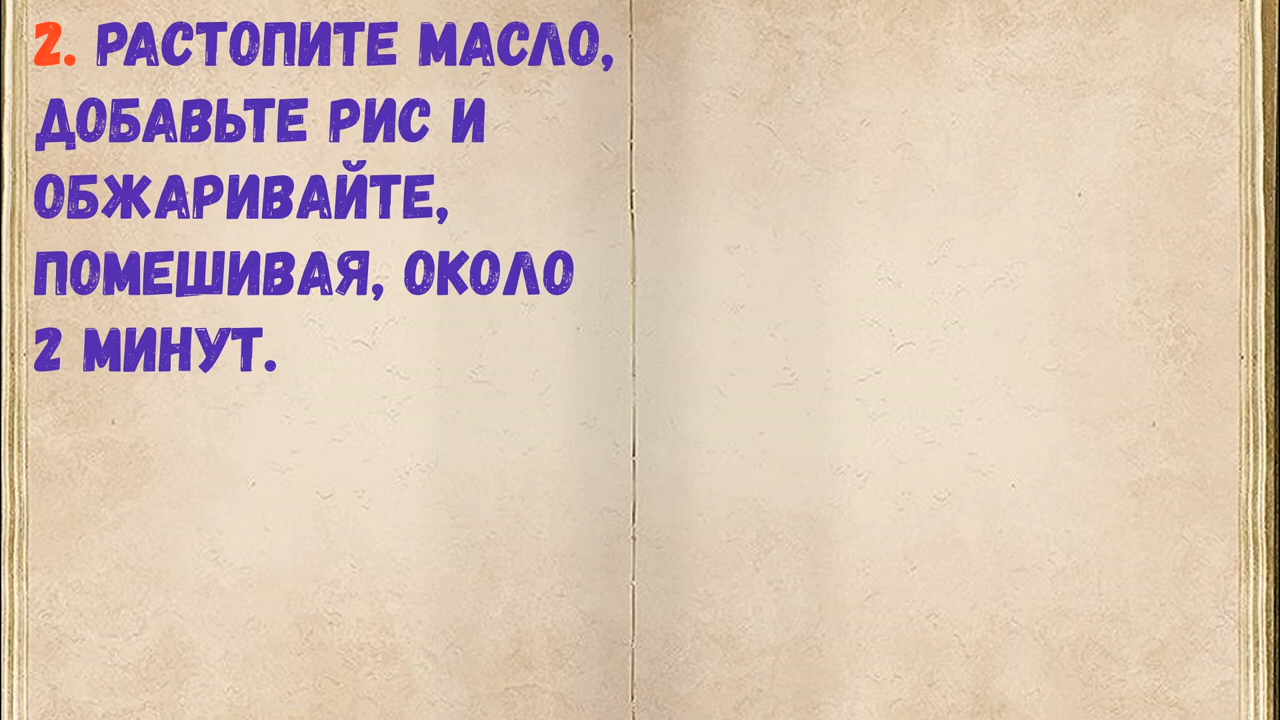 2. РАСТОПИТЕ МАСЛО,
ДОБАВЬТЕ РИС И
ОБЖАРИВАЙТЕ,
ПОМЕШИВАЯ, ОКОЛО
2 МИНУТ.